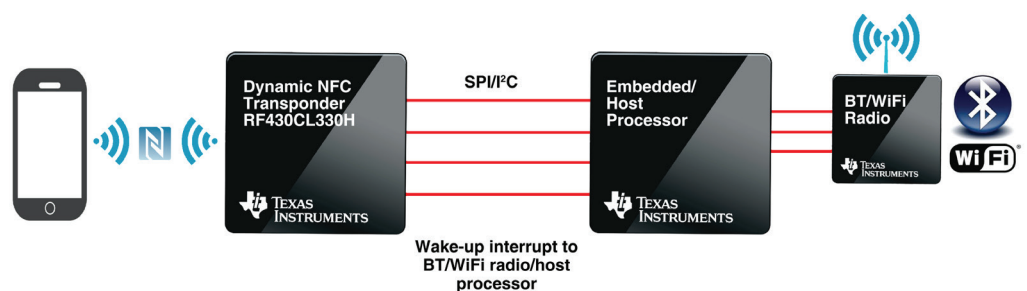 Dynamic NFC
Transponder
RF430CL330H
TEXAS
INSTRUMENTS
SPI/I²C
Wake-up interrupt to
BT/WiFi radio/host
processor
Embedded/
Host
Processor
TEXAS
INSTRUMENTS
BT/WiFi
Radio
TEXAS
INSTRUMENTS
Wi Fi®